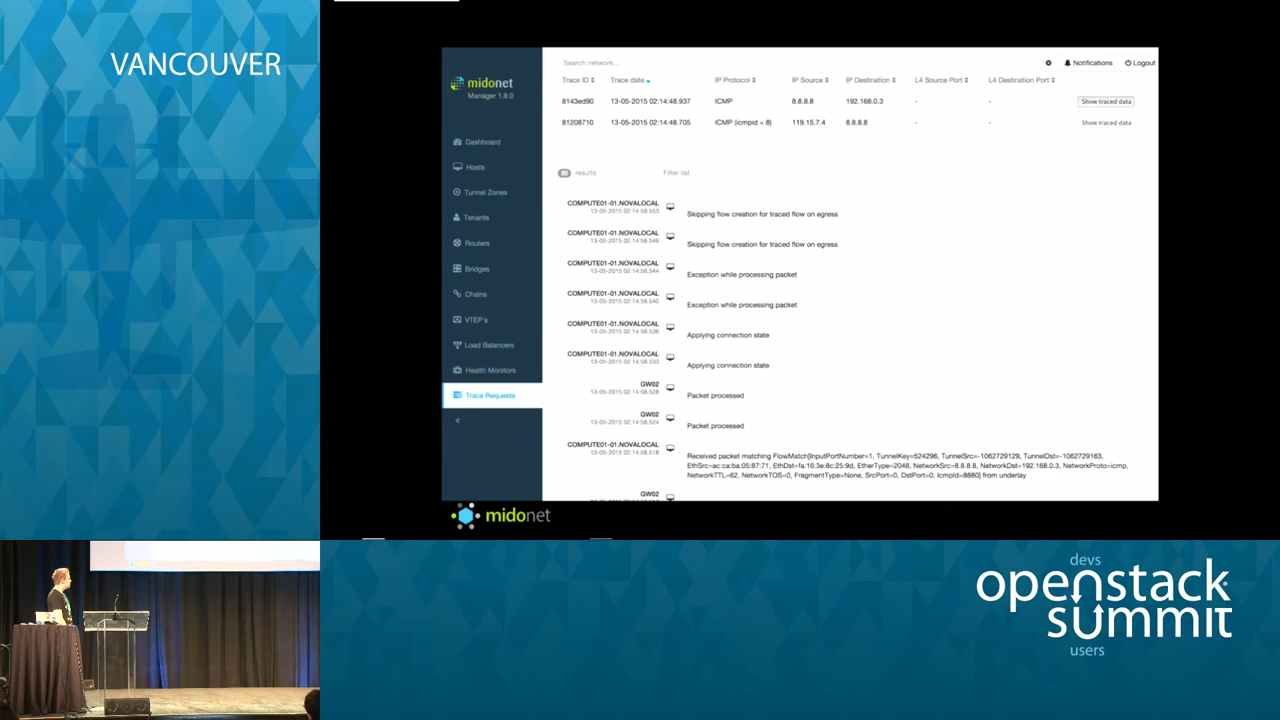 VANCOUVER
midonet
Manager 1.9.0
Dashboard
Hosts
Tunnel Zones
Tenants
Routers
Bridges
Chains
VTEP's
Load Balancers
Health Monitors
Trace Requests
«
Search network...
Notifications
Logout
Trace ID Trace date IP Protocol IP Source IP Destination L4 Source Port L4 Destination Port
8143ed90 13-05-2015 02:14:48.937 ICMP 8.8.8.8 192.168.0.3 - - Show traced data
81208710 13-05-2015 02:14:48.705 ICMP (icmpid = 8) 119.15.7.4 8.8.8.8 - - Show traced data
30 results Filter list
COMPUTE01-01.NOVALOCAL
13-05-2015 02:14:58.553
Skipping flow creation for traced flow on egress
COMPUTE01-01.NOVALOCAL
13-05-2015 02:14:58.548
Skipping flow creation for traced flow on egress
COMPUTE01-01.NOVALOCAL
13-05-2015 02:14:58.544
Exception while processing packet
COMPUTE01-01.NOVALOCAL
13-05-2015 02:14:58.540
Exception while processing packet
COMPUTE01-01.NOVALOCAL
13-05-2015 02:14:58.536
Applying connection state
COMPUTE01-01.NOVALOCAL
13-05-2015 02:14:58.533
Applying connection state
GW02
13-05-2015 02:14:58.528
Packet processed
GW02
13-05-2015 02:14:58.524
Packet processed
COMPUTE01-01.NOVALOCAL
13-05-2015 02:14:58.518
Received packet matching FlowMatch[InputPortNumber=1, TunnelKey=524296, TunnelSrc=-1062729129, TunnelDst=-1062729163,
EthSrc=ac:ca:ba:05:87:71, EthDst=fa:16:3e:8c:25:9d, EtherType=2048, NetworkSrc=8.8.8.8, NetworkDst=192.168.0.3, NetworkProto=icmp,
NetworkTTL=62, NetworkTOS=0, FragmentType=None, SrcPort=0, DstPort=0, IcmpId=8880] from underlay
GW02
midonet
devs
openstack
summit
users